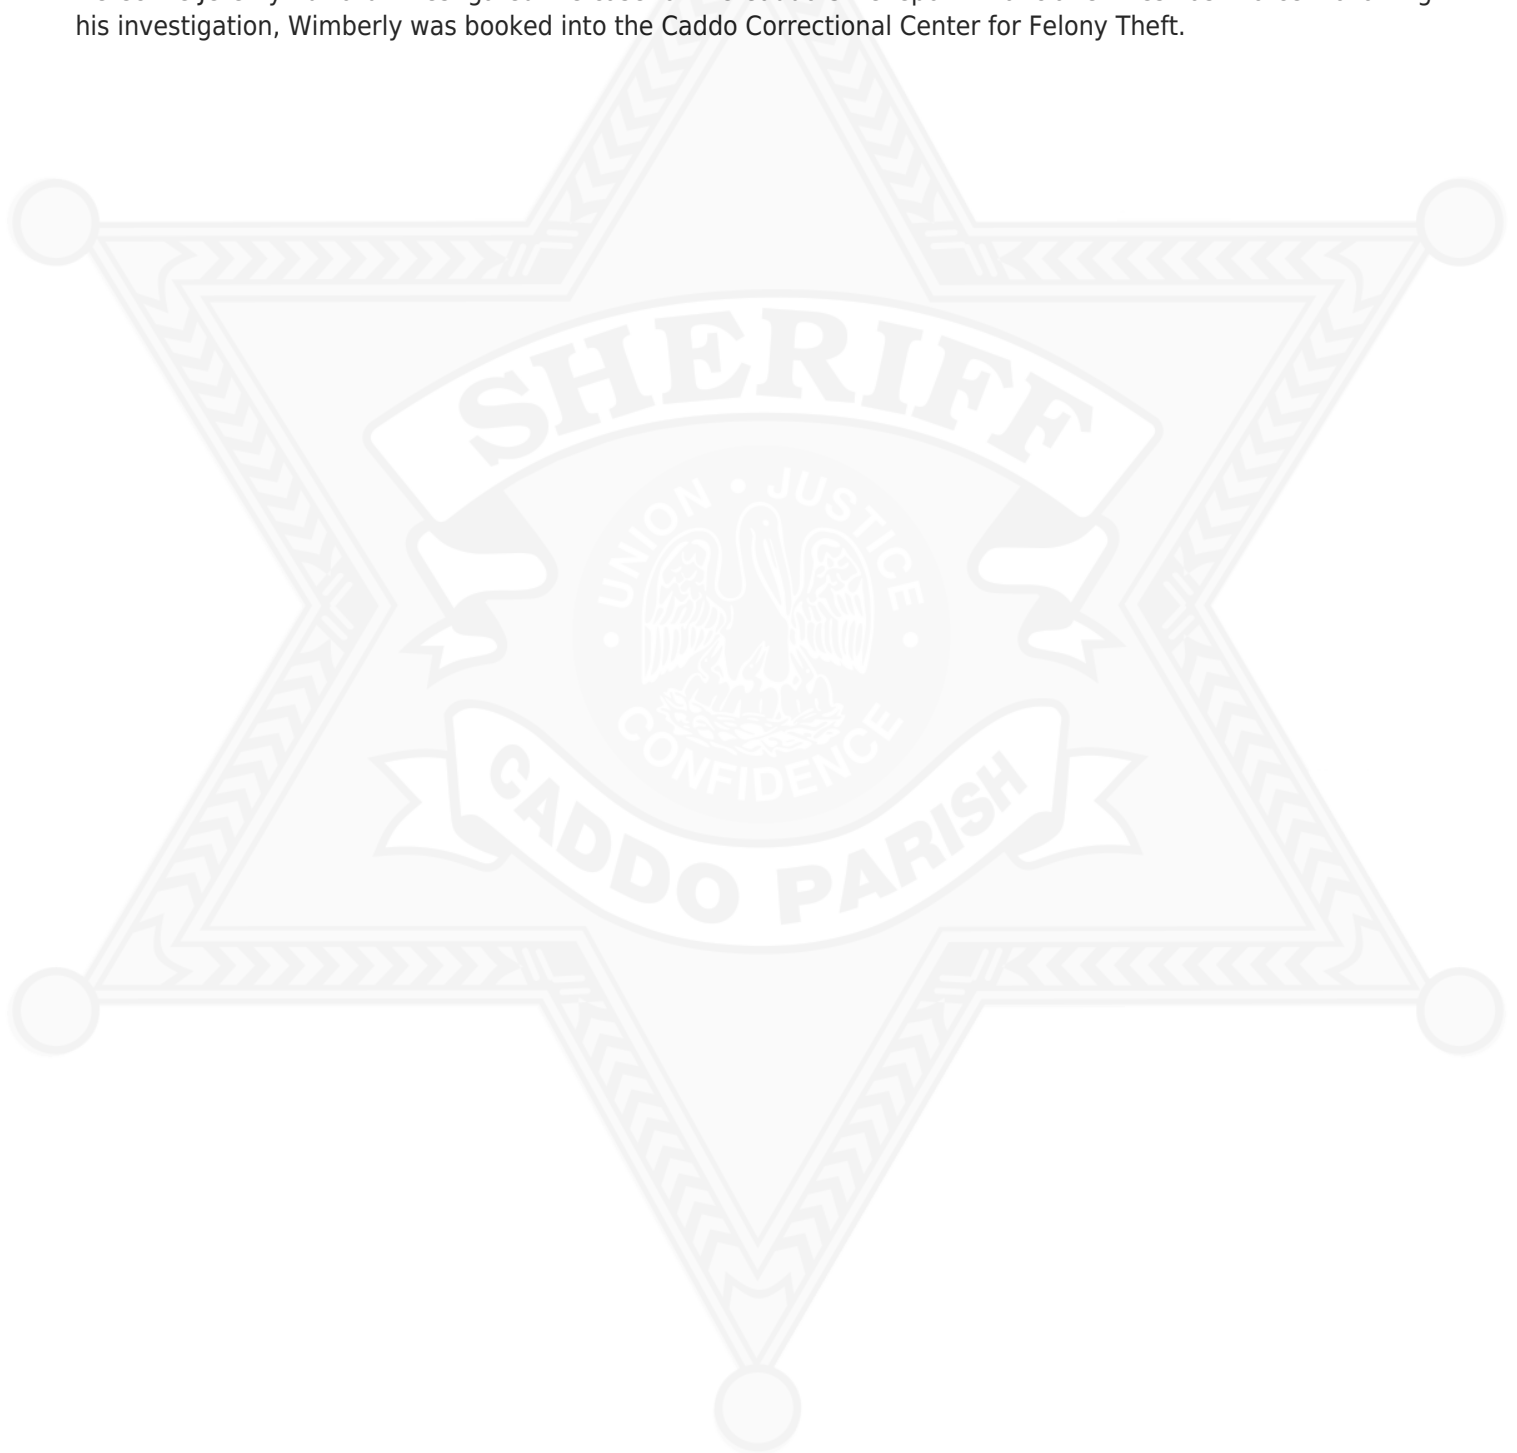 his investigation, Wimberly was booked into the Caddo Correctional Center for Felony Theft.
SHERIFF
UNION • JUSTICE
CONFIDENCE
CADDO PARISH